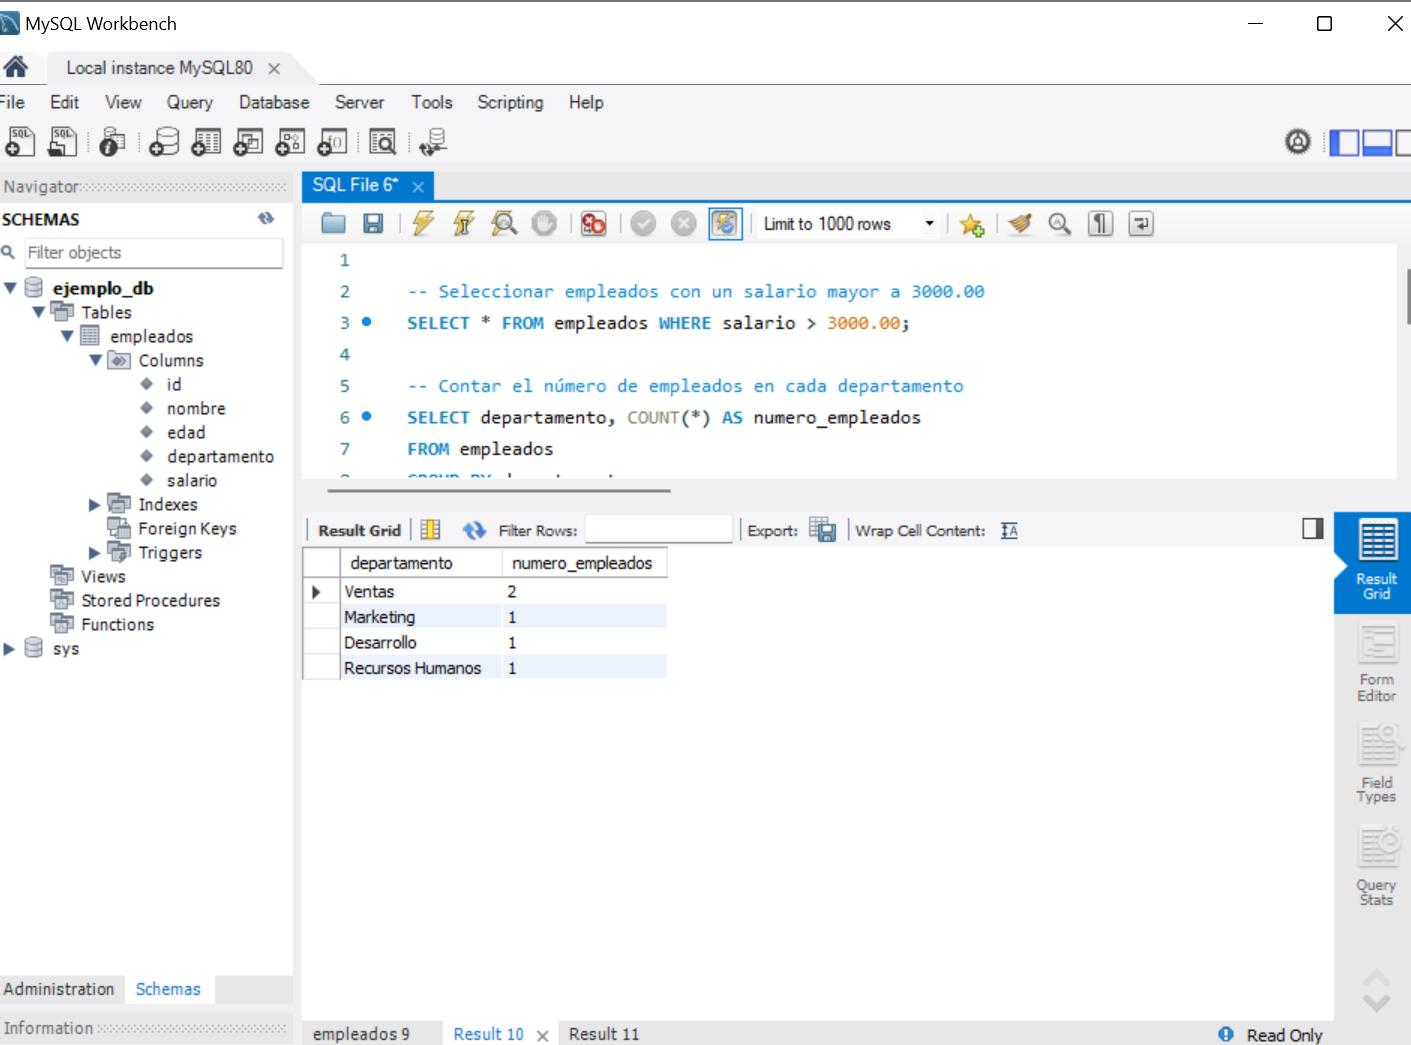 MySQL Workbench
Local instance MySQL80
File Edit View Query Database Server Tools Scripting Help
Navigator
SCHEMAS
Filter objects
ejemplo_db
Tables
empleados
Columns
id
nombre
edad
departamento
salario
Indexes
Foreign Keys
Triggers
Views
Stored Procedures
Functions
sys
Administration Schemas
Information
SQL File 6*
Limit to 1000 rows
1
2 -- Seleccionar empleados con un salario mayor a 3000.00
3 SELECT * FROM empleados WHERE salario > 3000.00;
4
5 -- Contar el número de empleados en cada departamento
6 SELECT departamento, COUNT(*) AS numero_empleados
7 FROM empleados
Result Grid Filter Rows: Export: Wrap Cell Content:
departamento numero_empleados
Ventas 2
Marketing 1
Desarrollo 1
Recursos Humanos 1
Result
Grid
Form
Editor
Field
Types
Query
Stats
empleados 9 Result 10 Result 11
Read Only